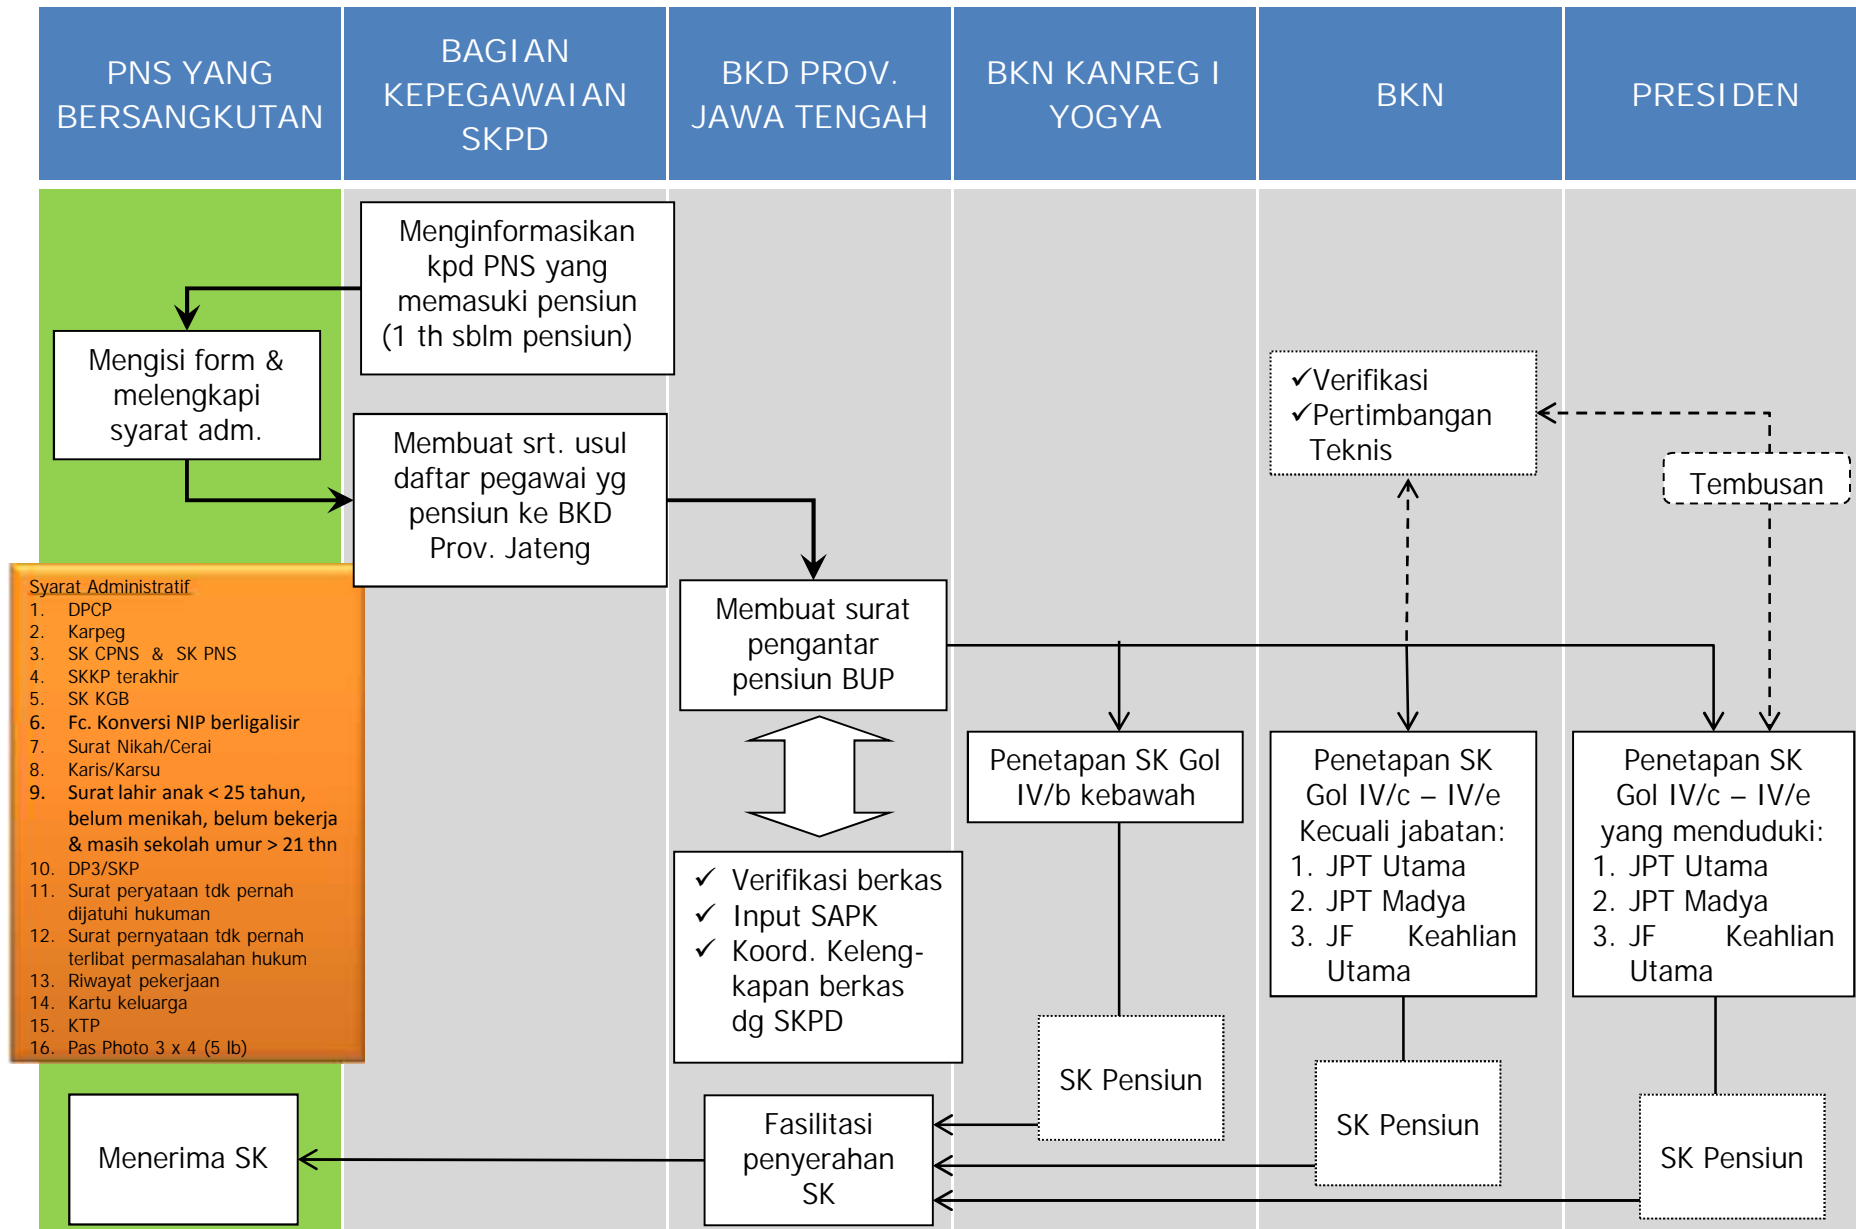 PNS YANG
BERSANGKUTAN
BAGIAN
KEPEGAWAIAN
SKPD
BKD PROV.
JAWA TENGAH
BKN KANREG I
YOGYA
BKN
PRESIDEN
Menginformasikan
kpd PNS yang
memasuki pensiun
(1 th sblm pensiun)
Mengisi form &
melengkapi
syarat adm.
Membuat srt. usul
daftar pegawai yg
pensiun ke BKD
Prov. Jateng
✓Verifikasi
✓Pertimbangan
Teknis
Tembusan
Syarat Administratif
1. DPCP
2. Karpeg
3. SK CPNS & SK PNS
4. SKKP terakhir
5. SK KGB
6. Fc. Konversi NIP berligalisir
7. Surat Nikah/Cerai
8. Karis/Karsu
9. Surat lahir anak < 25 tahun,
belum menikah, belum bekerja
& masih sekolah umur > 21 thn
10. DP3/SKP
11. Surat peryataan tdk pernah
dijatuhi hukuman
12. Surat pernyataan tdk pernah
terlibat permasalahan hukum
13. Riwayat pekerjaan
14. Kartu keluarga
15. KTP
16. Pas Photo 3 x 4 (5 lb)
Membuat surat
pengantar
pensiun BUP
✓ Verifikasi berkas
✓ Input SAPK
✓ Koord. Keleng-
kapan berkas
dg SKPD
Penetapan SK Gol
IV/b kebawah
Penetapan SK
Gol IV/c – IV/e
Kecuali jabatan:
1. JPT Utama
2. JPT Madya
3. JF Keahlian
Utama
Penetapan SK
Gol IV/c – IV/e
yang menduduki:
1. JPT Utama
2. JPT Madya
3. JF Keahlian
Utama
SK Pensiun
SK Pensiun
SK Pensiun
Fasilitasi
penyerahan
SK
Menerima SK